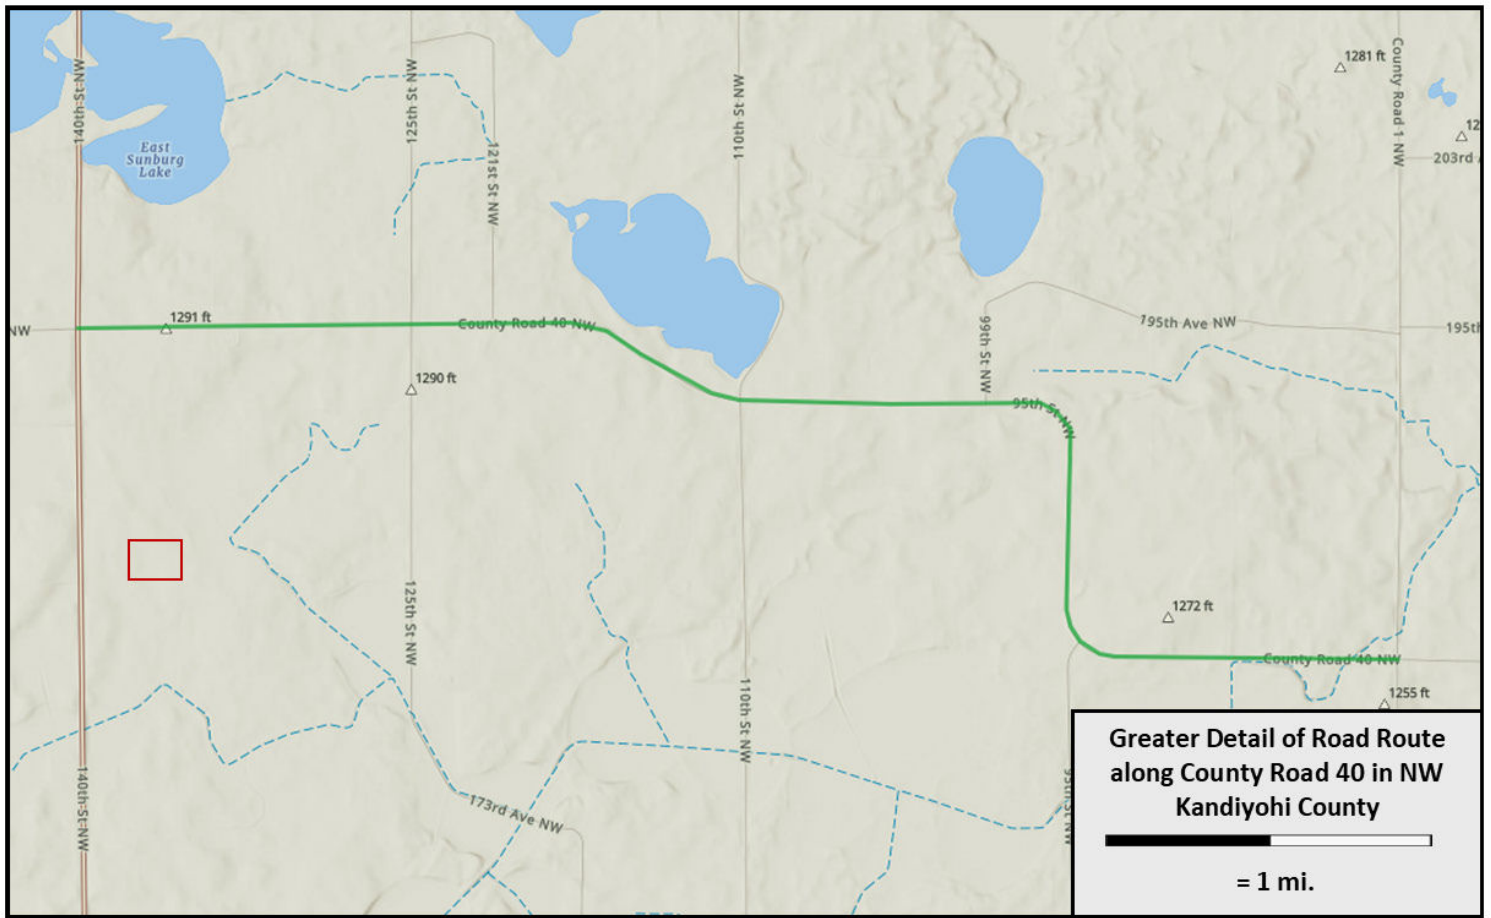 1281 ft
140th St NW
125th St NW
110th St NW
County Road 1 NW
12
203rd
East
Sunburg
Lake
121st St NW
1291 ft
NW
County Road 40 NW
99th St NW
195th Ave NW
195th
1290 ft
95th St NW
125th St NW
1272 ft
County Road 40 NW
110th St NW
1255 ft
140th St NW
173rd Ave NW
95th St NW
Greater Detail of Road Route
along County Road 40 in NW
Kandiyohi County
= 1 mi.